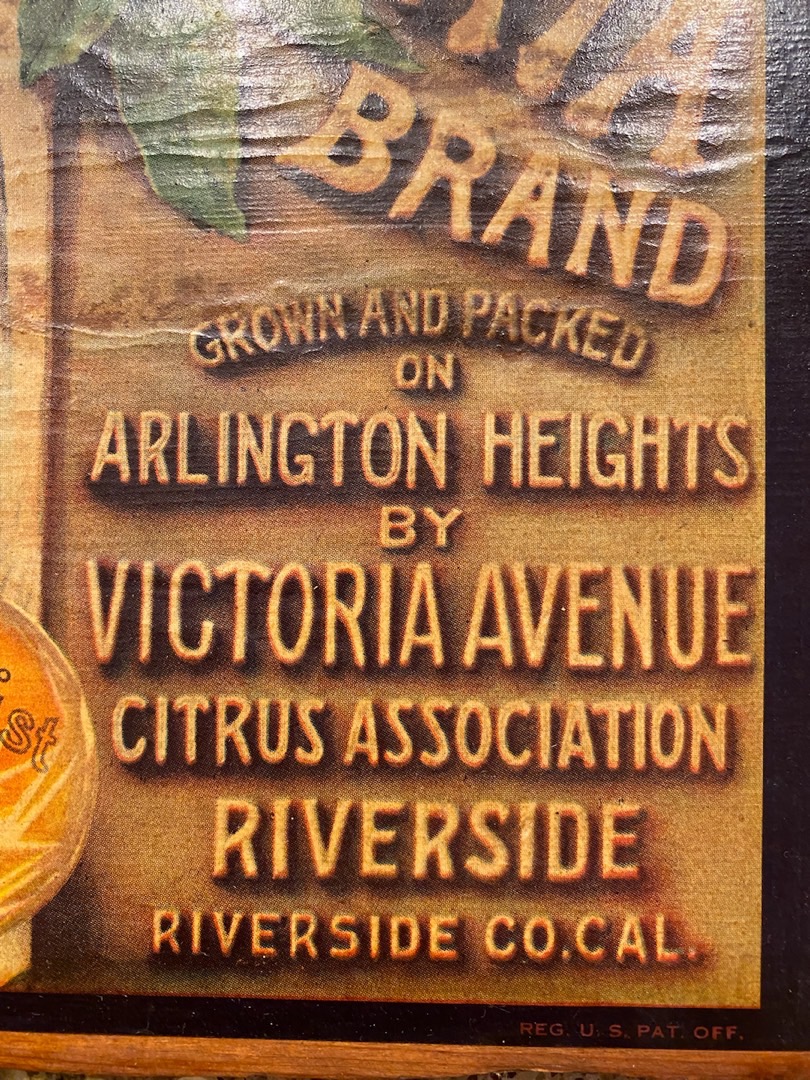 BRAND
GROWN AND PACKED
ON
ARLINGTON HEIGHTS
BY
VICTORIA AVENUE
CITRUS ASSOCIATION
RIVERSIDE
RIVERSIDE CO. CAL.
REG. U. S. PAT. OFF.